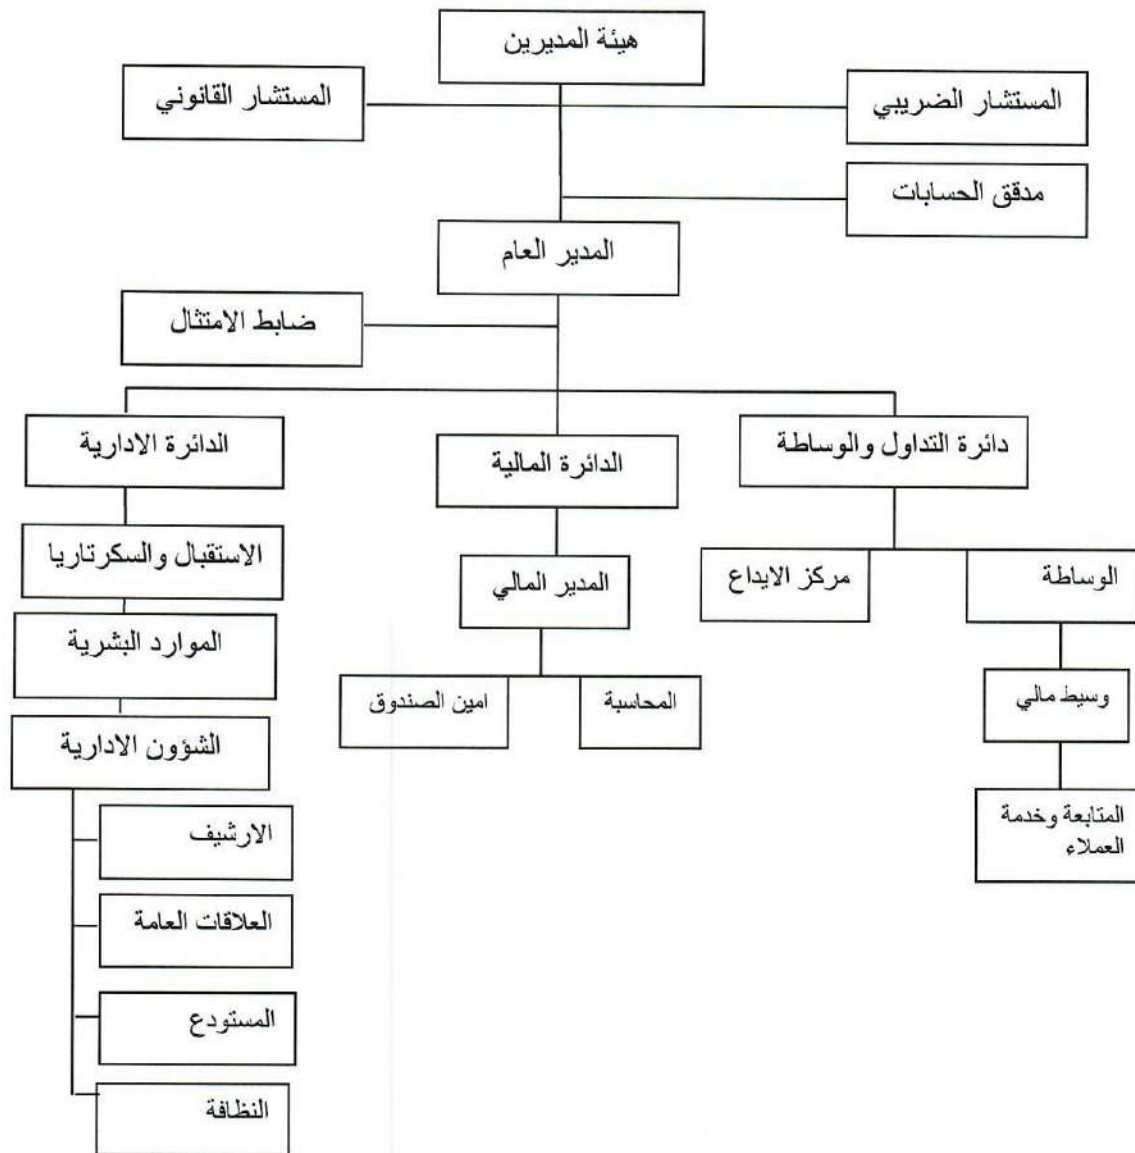 هيئة المديرين
المستشار القانوني
المستشار الضريبي
مدقق الحسابات
المدير العام
ضابط الامتثال
دائرة التداول والوساطة
الدائرة المالية
الدائرة الادارية
الوساطة
مركز الايداع
المدير المالي
الاستقبال والسكرتاريا
الموارد البشرية
وسيط مالي
المحاسبة
امين الصندوق
الشؤون الادارية
المتابعة وخدمة
العملاء
الارشيف
العلاقات العامة
المستودع
النظافة